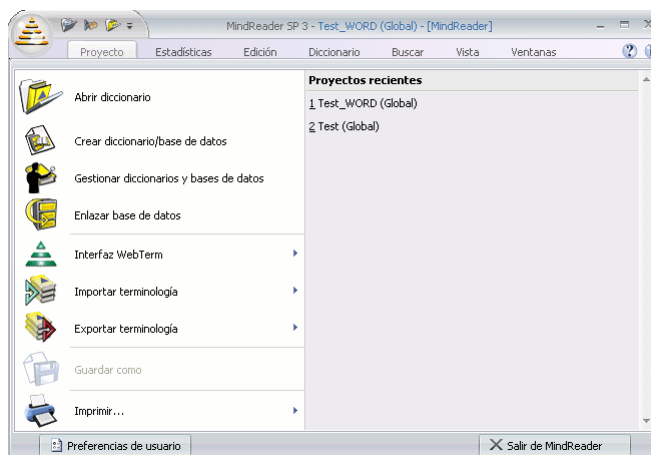 MindReader SP 3 - Test_WORD (Global) - [MindReader]
Proyecto Estadísticas Edición Diccionario Buscar Vista Ventanas
Abrir diccionario
Crear diccionario/base de datos
Gestionar diccionarios y bases de datos
Enlazar base de datos
Interfaz WebTerm
Importar terminología
Exportar terminología
Guardar como
Imprimir...
Proyectos recientes
1 Test_WORD (Global)
2 Test (Global)
Preferencias de usuario
Salir de MindReader